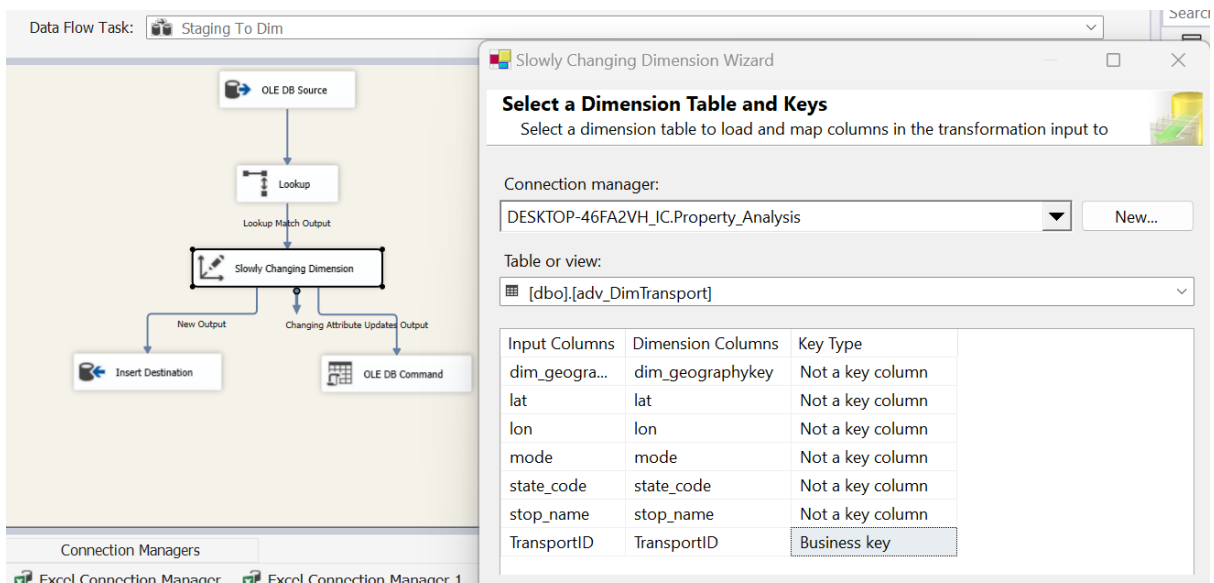 Data Flow Task: Staging To Dim
Searc
OLE DB Source
Lookup
Lookup Match Output
Slowly Changing Dimension
New Output
Changing Attribute Updates Output
Insert Destination
OLE DB Command
Connection Managers
Excel Connection Manager Excel Connection Manager 1
Slowly Changing Dimension Wizard
Select a Dimension Table and Keys
Select a dimension table to load and map columns in the transformation input to
Connection manager:
DESKTOP-46FA2VH_IC.Property_Analysis New...
Table or view:
[dbo].[adv_DimTransport]
Input Columns Dimension Columns Key Type
dim_geogra... dim_geographykey Not a key column
lat lat Not a key column
lon lon Not a key column
mode mode Not a key column
state_code state_code Not a key column
stop_name stop_name Not a key column
TransportID TransportID Business key